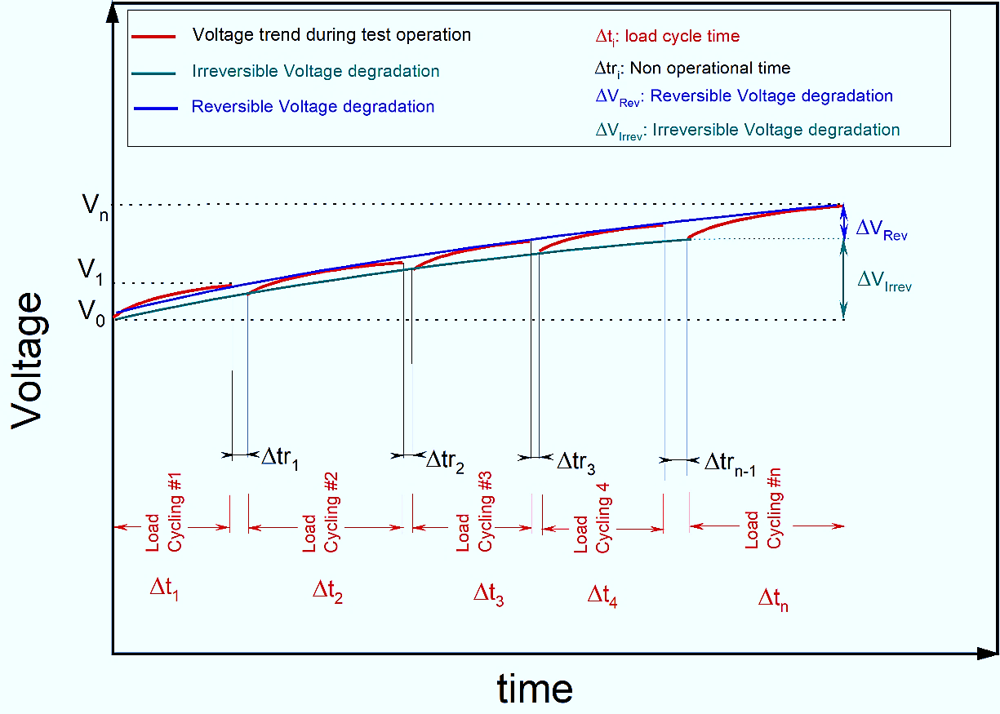 Voltage trend during test operation
Irreversible Voltage degradation
Reversible Voltage degradation
Δti: load cycle time
Δtri: Non operational time
ΔVRev: Reversible Voltage degradation
ΔVIrrev: Irreversible Voltage degradation
Vn
V1
V0
Voltage
ΔVRev
ΔVIrrev
Δtr1
Δtr2
Δtr3
Δtrn-1
Load
Cycling #1
Load
Cycling #2
Load
Cycling #3
Load
Cycling 4
Load
Cycling #n
Δt1
Δt2
Δt3
Δt4
Δtn
time